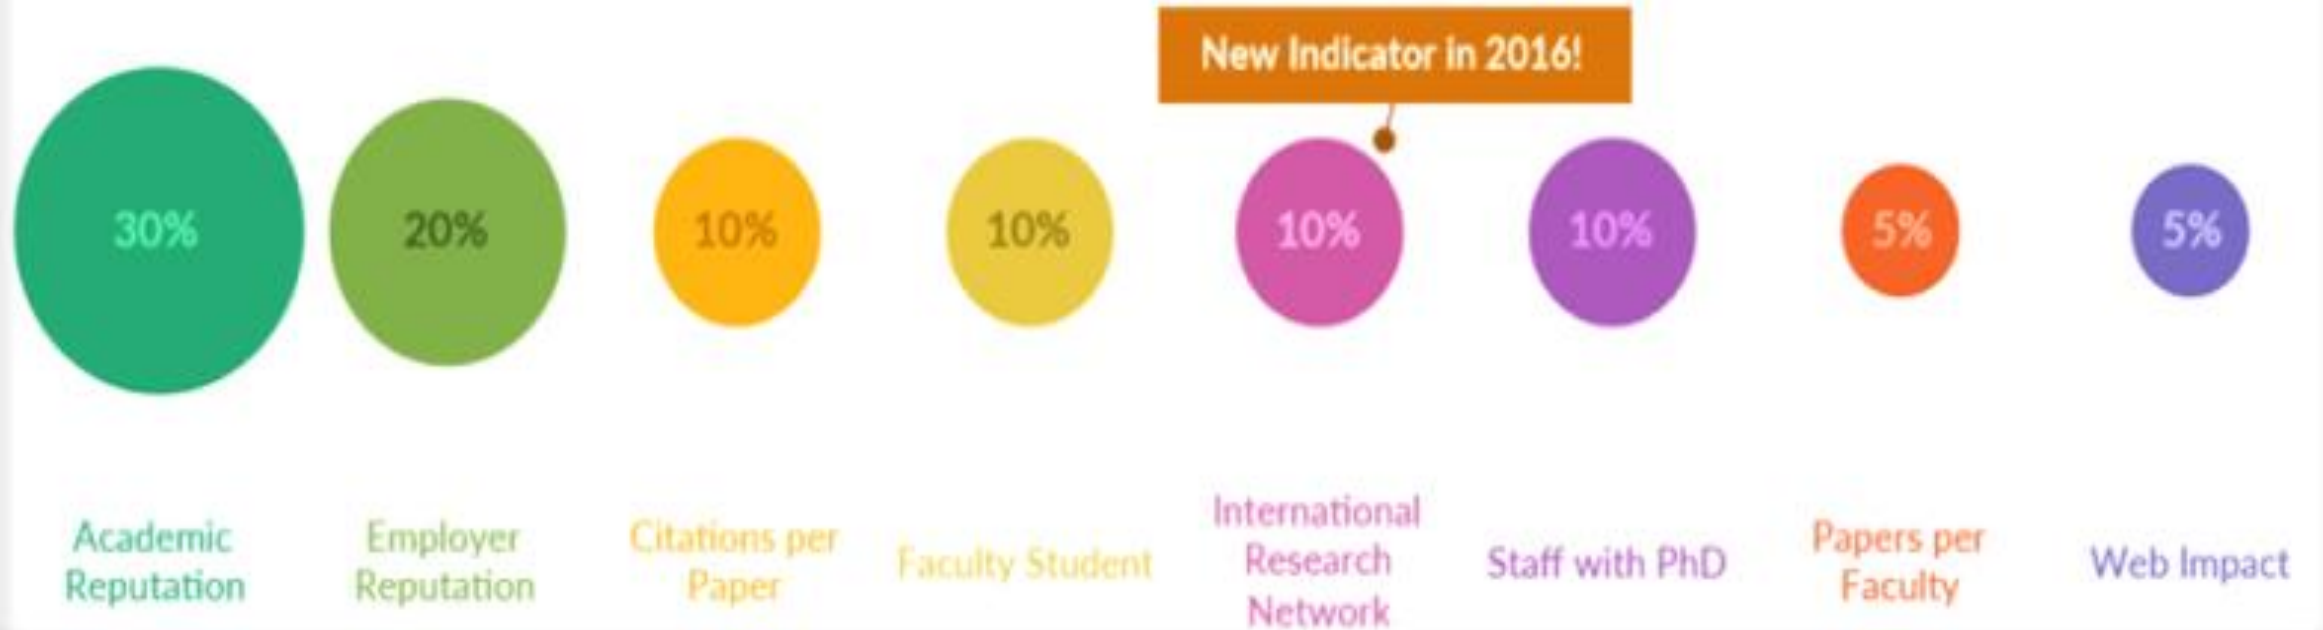 New Indicator in 2016!
30%
20%
10%
10%
10%
10%
5%
5%
Academic
Reputation
Employer
Reputation
Citations per
Paper
Faculty Student
International
Research
Network
Staff with PhD
Papers per
Faculty
Web Impact